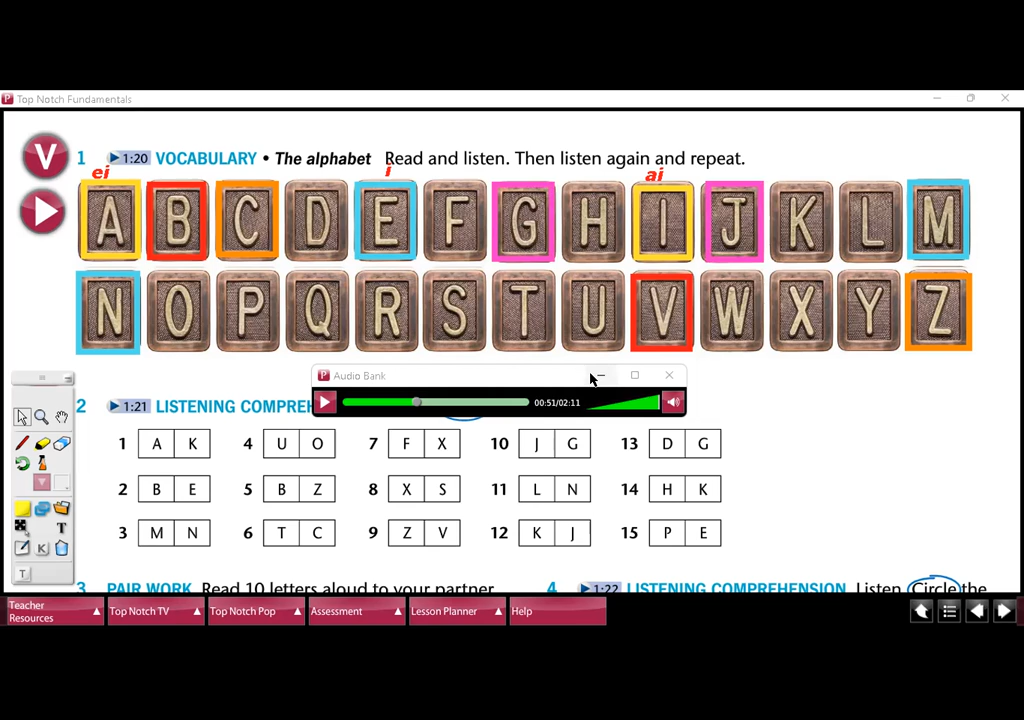 Top Notch Fundamentals
V
1 1:20 VOCABULARY • The alphabet Read and listen. Then listen again and repeat.
ei i ai
A B C D E F G H I J K L M
N O P Q R S T U V W X Y Z
Audio Bank
00:51/02:11
2 1:21 LISTENING COMPREH
1 A K 4 U O 7 F X 10 J G 13 D G
2 B E 5 B Z 8 X S 11 L N 14 H K
3 M N 6 T C 9 Z V 12 K J 15 P E
T
K
T
3 PAIR WORK Read 10 letters aloud to your partner
4 1:22 LISTENING COMPREHENSION Listen Circle the
Teacher Resources Top Notch TV Top Notch Pop Assessment Lesson Planner Help